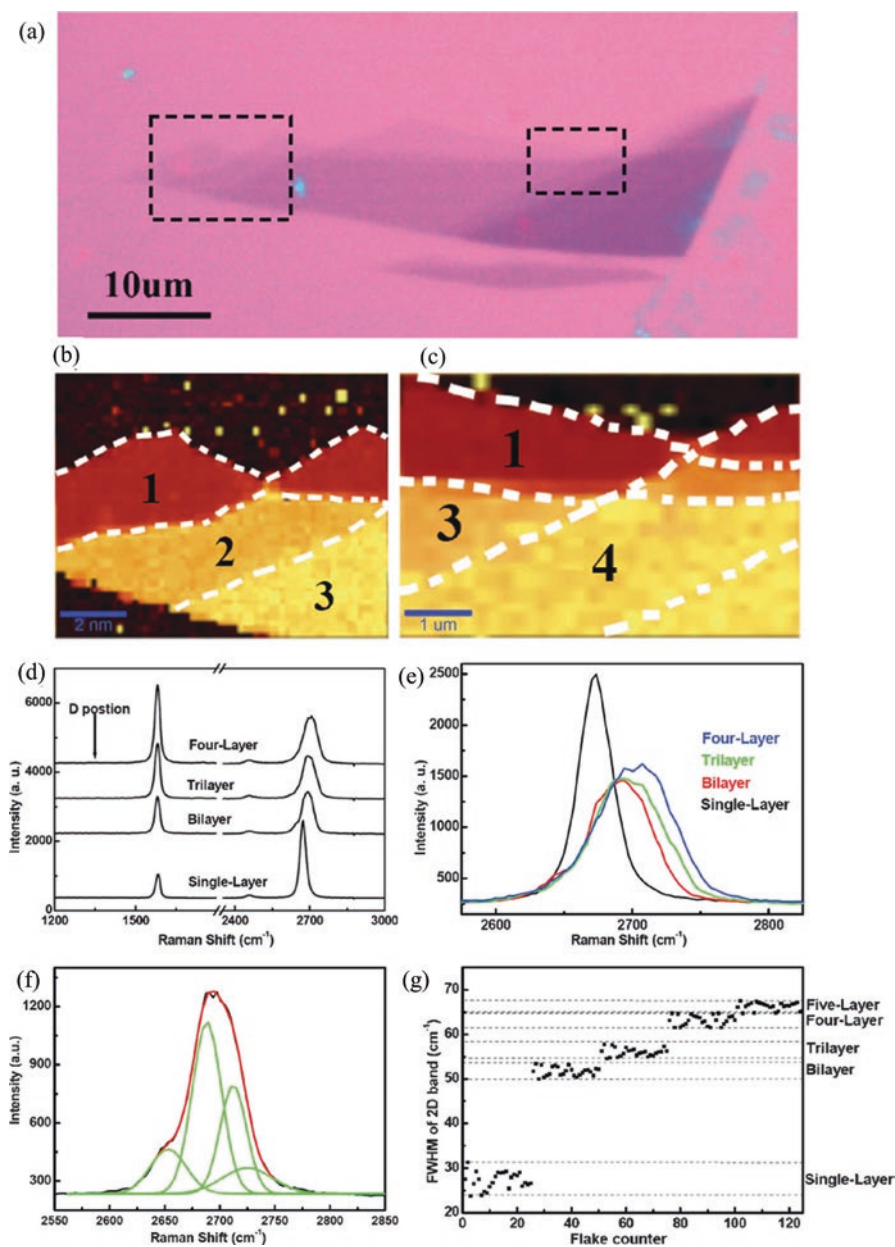 (a)
10um
(b)
(c)
1
2
3
2 nm
1
3
4
1 um
(d)
D postion
Four-Layer
Trilayer
Bilayer
Single-Layer
Intensity (a. u.)
6000
4000
2000
0
1200
1500
2400
2700
3000
Raman Shift (cm⁻¹)
(e)
Four-Layer
Trilayer
Bilayer
Single-Layer
Intensity (a. u.)
2500
2000
1500
1000
500
2600
2700
2800
Raman Shift (cm⁻¹)
(f)
Intensity (a.u.)
1200
900
600
300
2550
2600
2650
2700
2750
2800
2850
Raman Shift (cm⁻¹)
(g)
FWHM of 2D band (cm⁻¹)
70
60
50
40
30
20
0
20
40
60
80
100
120
Flake counter
Five-Layer
Four-Layer
Trilayer
Bilayer
Single-Layer